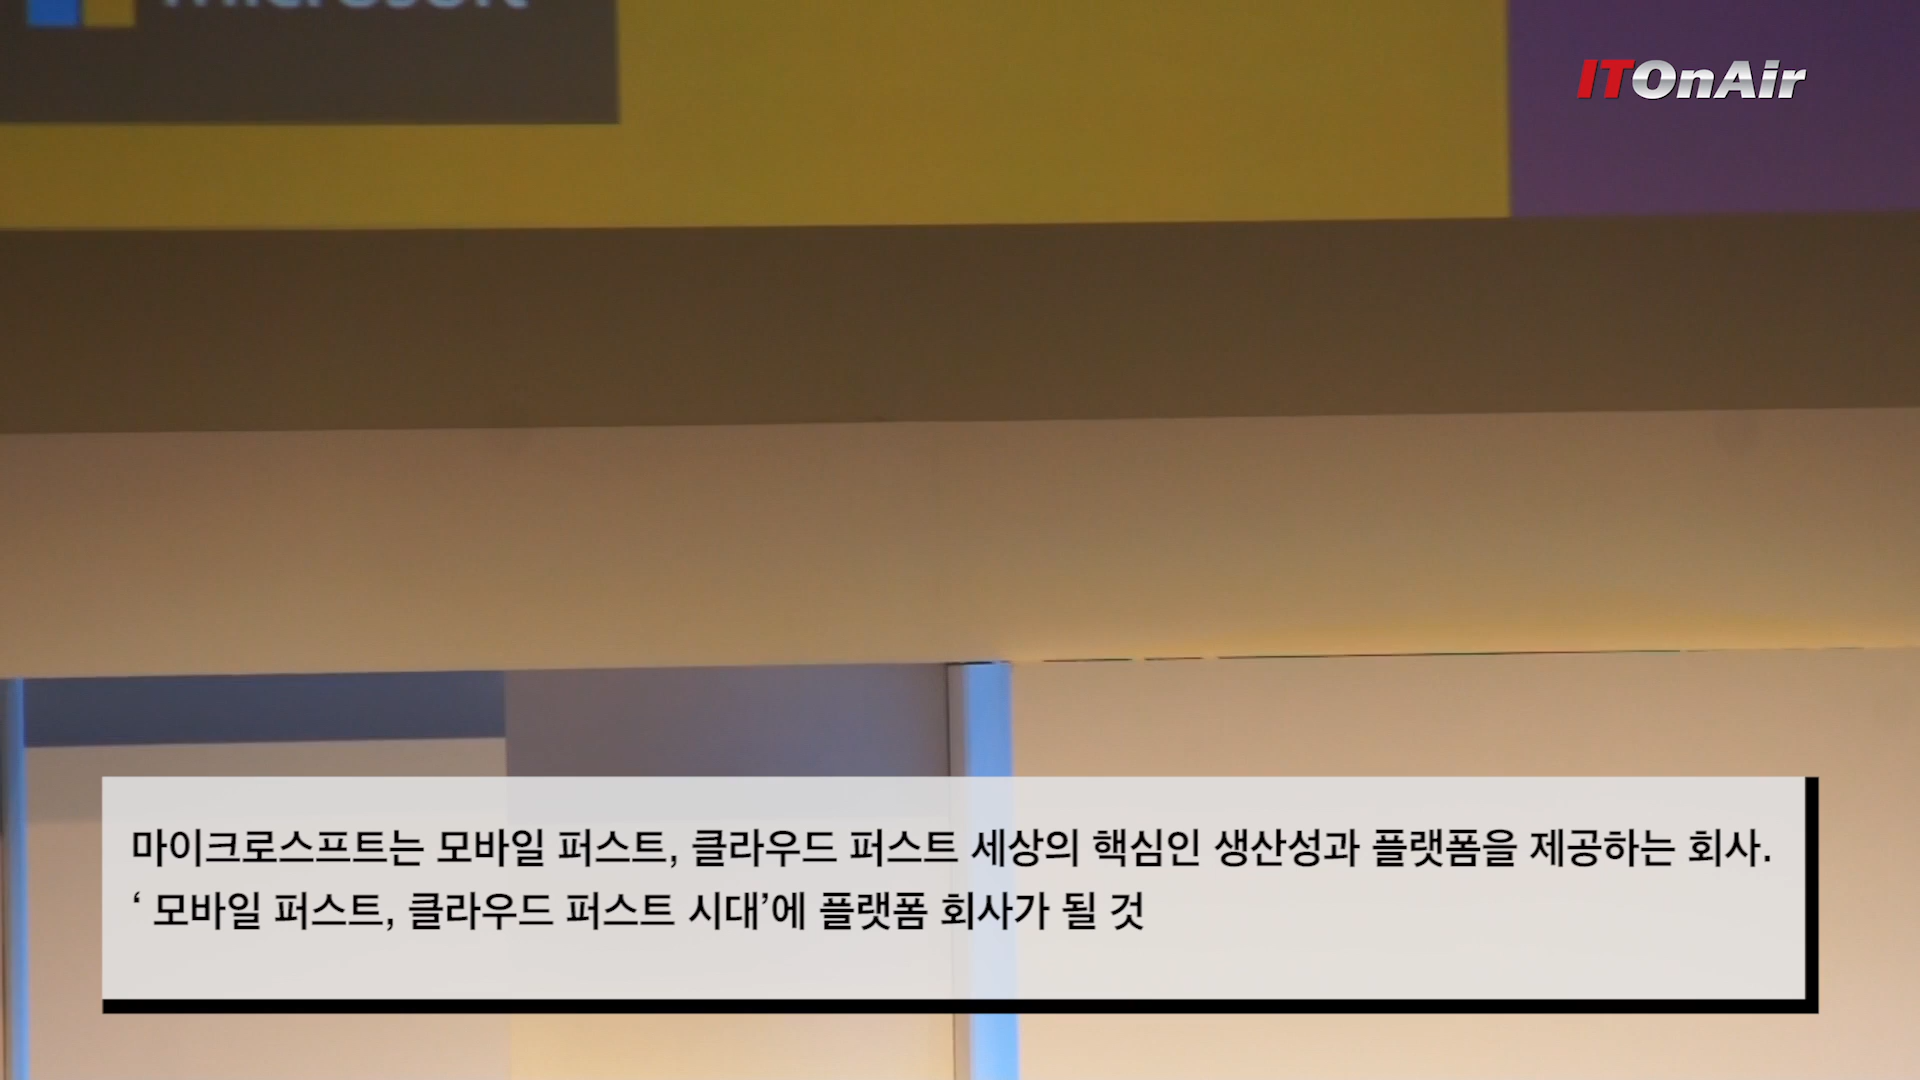 Microsoft
ITOnAir
마이크로스프트는 모바일 퍼스트, 클라우드 퍼스트 세상의 핵심인 생산성과 플랫폼을 제공하는 회사.
‘ 모바일 퍼스트, 클라우드 퍼스트 시대’에 플랫폼 회사가 될 것